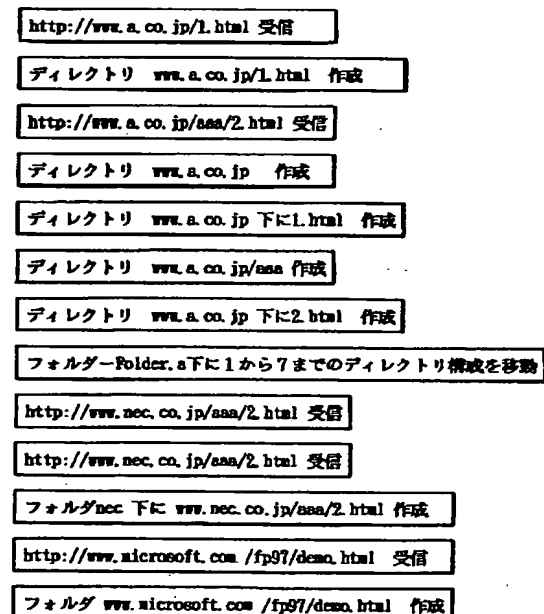 http://www.a.co.jp/1.html 受信
ディレクトリ www.a.co.jp/1.html 作成
http://www.a.co.jp/aaa/2.html 受信
ディレクトリ www.a.co.jp 作成
ディレクトリ www.a.co.jp 下に1.html 作成
ディレクトリ www.a.co.jp/aaa 作成
ディレクトリ www.a.co.jp 下に2.html 作成
フォルダーFolder.a下に1から7までのディレクトリ構成を移動
http://www.nec.co.jp/aaa/2.html 受信
http://www.nec.co.jp/aaa/2.html 受信
フォルダnec 下に www.nec.co.jp/aaa/2.html 作成
http://www.microsoft.com /fp97/demo.html 受信
フォルダ www.microsoft.com /fp97/demo.html 作成